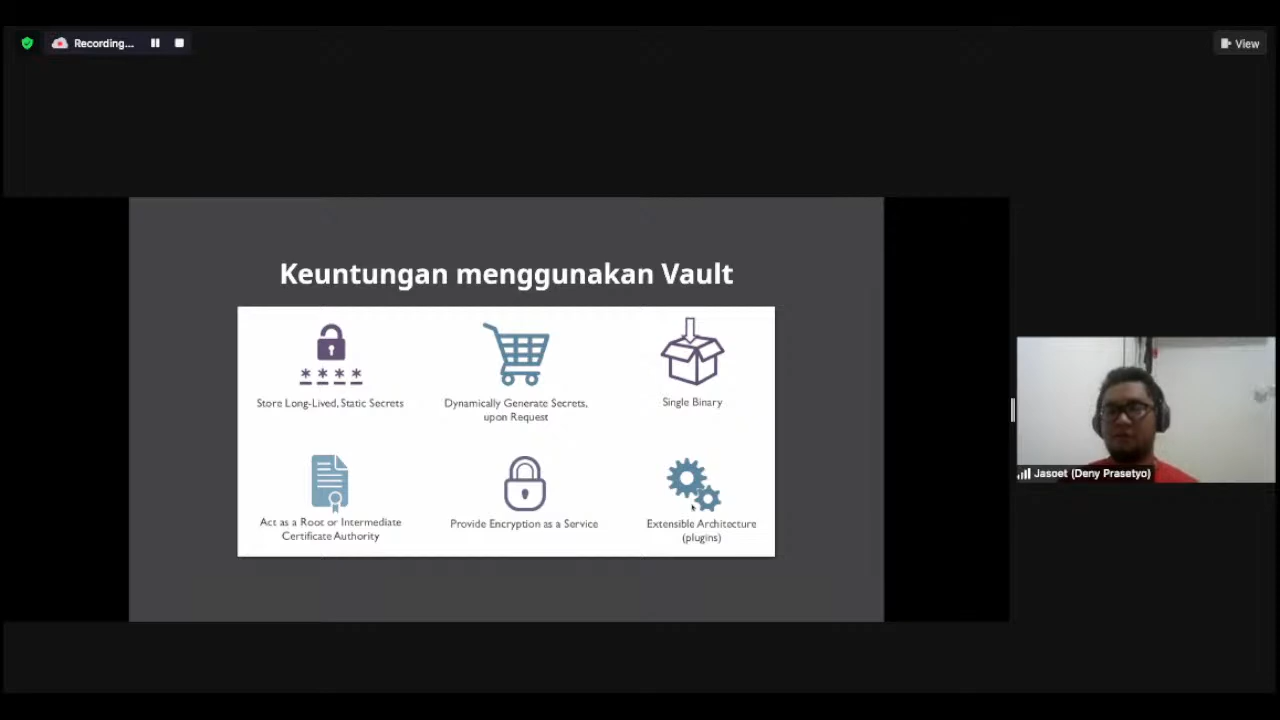 Recording...
View
Keuntungan menggunakan Vault
* * * *
Store Long-Lived, Static Secrets
Dynamically Generate Secrets,
upon Request
Single Binary
Act as a Root or Intermediate
Certificate Authority
Provide Encryption as a Service
Extensible Architecture
(plugins)
Jasoet (Deny Prasetyo)